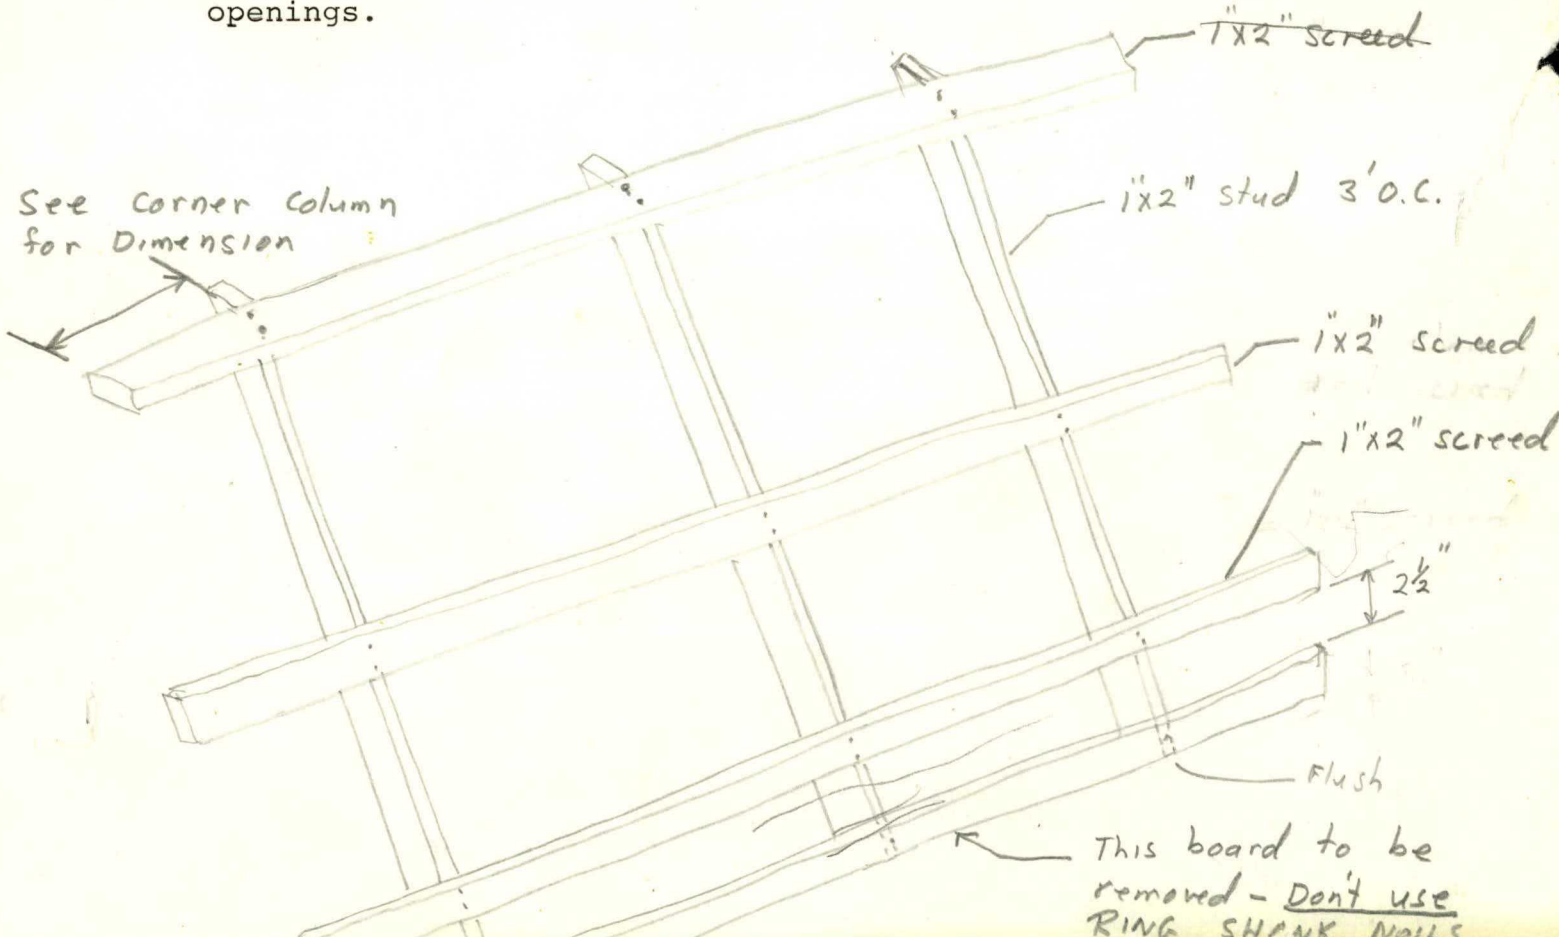 openings.
1"x2" screed
See Corner Column
for Dimension
1"x2" stud 3' O.C.
1"x2" screed
1"x2" screed
2½"
Flush
This board to be
removed - Don't use
RING SHANK NAILS